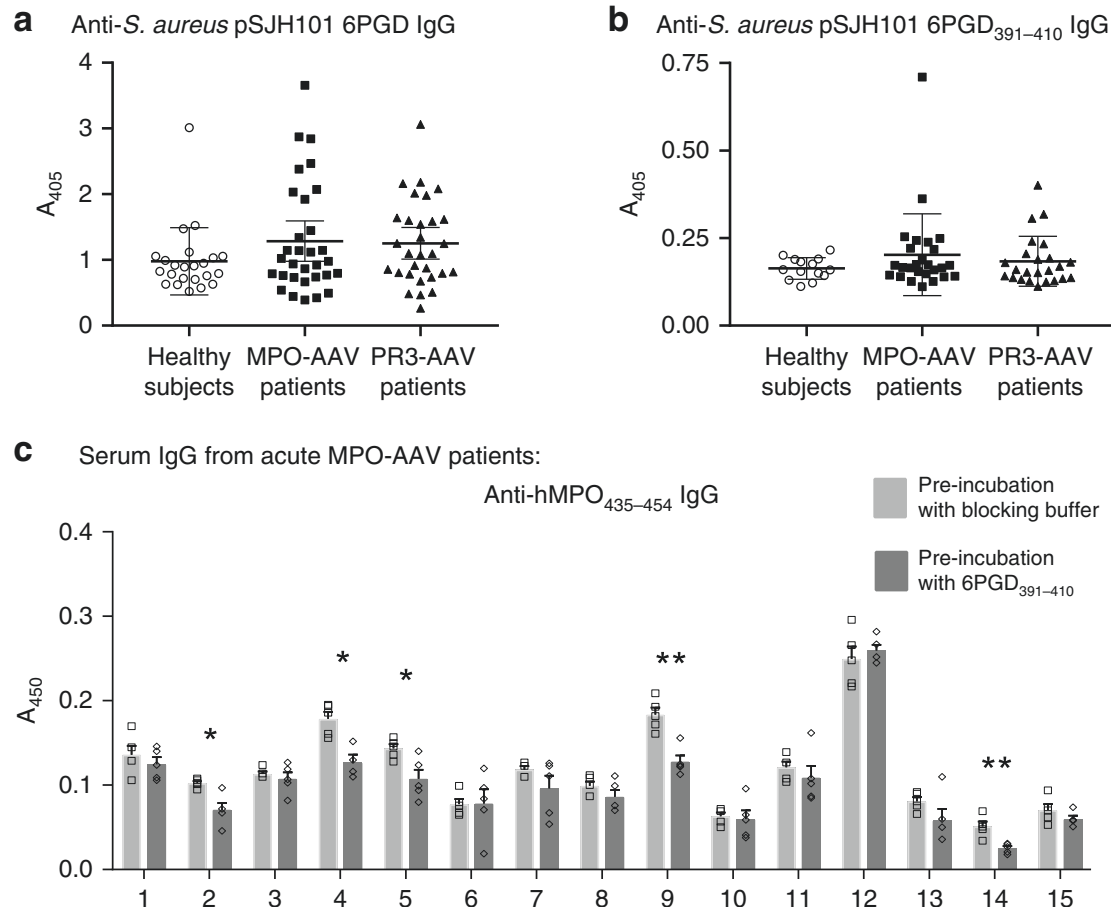 a Anti-S. aureus pSJH101 6PGD IgG
4
3
2
1
0
A405
Healthy subjects
MPO-AAV patients
PR3-AAV patients
b Anti-S. aureus pSJH101 6PGD391–410 IgG
0.75
0.50
0.25
0.00
A405
Healthy subjects
MPO-AAV patients
PR3-AAV patients
c Serum IgG from acute MPO-AAV patients:
Anti-hMPO435–454 IgG
Pre-incubation
with blocking buffer
Pre-incubation
with 6PGD391–410
0.4
0.3
0.2
0.1
0.0
A450
* * * ** **
1 2 3 4 5 6 7 8 9 10 11 12 13 14 15